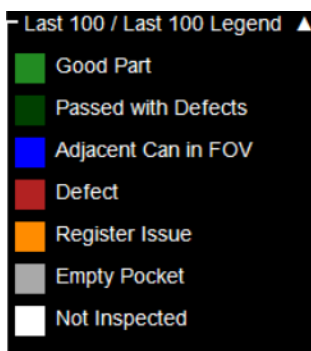 Last 100 / Last 100 Legend ▲
Good Part
Passed with Defects
Adjacent Can in FOV
Defect
Register Issue
Empty Pocket
Not Inspected